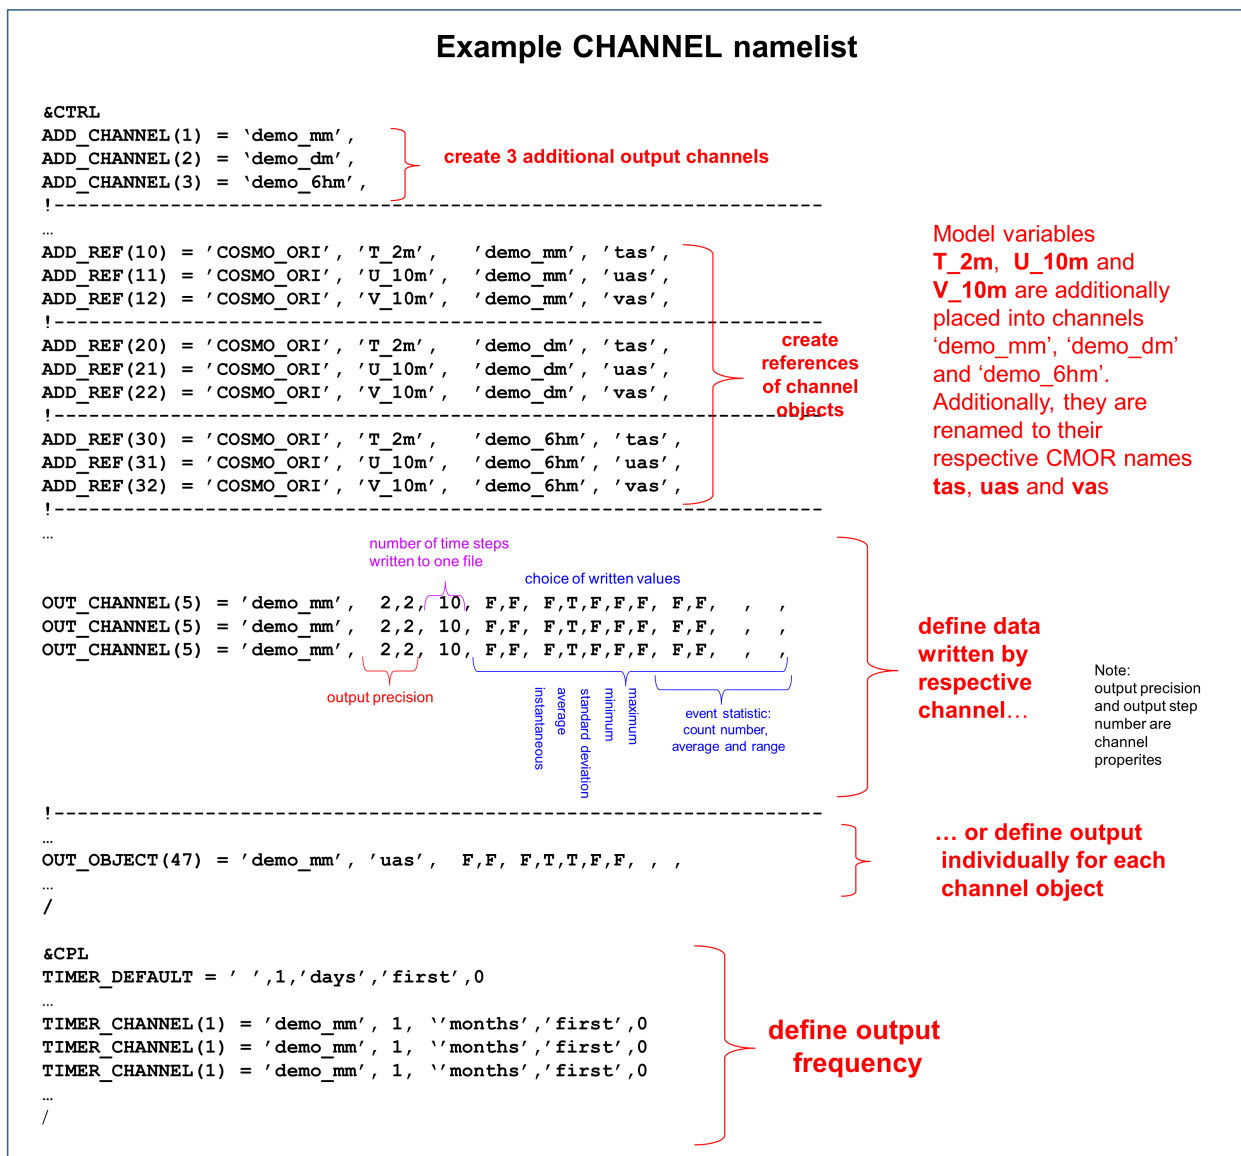 Example CHANNEL namelist
&CTRL
ADD_CHANNEL(1) = ‘demo_mm’,
ADD_CHANNEL(2) = ‘demo_dm’,
ADD_CHANNEL(3) = ‘demo_6hm’,
create 3 additional output channels
!------------------------------------------------------------------
…
ADD_REF(10) = ’COSMO_ORI’, ’T_2m’, ’demo_mm’, ’tas’,
ADD_REF(11) = ’COSMO_ORI’, ’U_10m’, ’demo_mm’, ’uas’,
ADD_REF(12) = ’COSMO_ORI’, ’V_10m’, ’demo_mm’, ’vas’,
!------------------------------------------------------------------
ADD_REF(20) = ’COSMO_ORI’, ’T_2m’, ’demo_dm’, ’tas’,
ADD_REF(21) = ’COSMO_ORI’, ’U_10m’, ’demo_dm’, ’uas’,
ADD_REF(22) = ’COSMO_ORI’, ’V_10m’, ’demo_dm’, ’vas’,
!------------------------------------------------------------------
ADD_REF(30) = ’COSMO_ORI’, ’T_2m’, ’demo_6hm’, ’tas’,
ADD_REF(31) = ’COSMO_ORI’, ’U_10m’, ’demo_6hm’, ’uas’,
ADD_REF(32) = ’COSMO_ORI’, ’V_10m’, ’demo_6hm’, ’vas’,
!------------------------------------------------------------------
…
create
references
of channel
objects
Model variables
T_2m, U_10m and
V_10m are additionally
placed into channels
‘demo_mm’, ‘demo_dm’
and ‘demo_6hm’.
Additionally, they are
renamed to their
respective CMOR names
tas, uas and vas
number of time steps
written to one file
choice of written values
OUT_CHANNEL(5) = ’demo_mm’, 2,2, 10, F,F, F,T,F,F,F, F,F, , ,
OUT_CHANNEL(5) = ’demo_mm’, 2,2, 10, F,F, F,T,F,F,F, F,F, , ,
OUT_CHANNEL(5) = ’demo_mm’, 2,2, 10, F,F, F,T,F,F,F, F,F, , ,
output precision
instantaneous
average
standard deviation
minimum
maximum
event statistic:
count number,
average and range
define data
written by
respective
channel…
Note:
output precision
and output step
number are
channel
properites
!------------------------------------------------------------------
…
OUT_OBJECT(47) = ’demo_mm’, ’uas’, F,F, F,T,T,F,F, , ,
…
/
… or define output
individually for each
channel object
&CPL
TIMER_DEFAULT = ’ ’,1,’days’,’first’,0
…
TIMER_CHANNEL(1) = ’demo_mm’, 1, ‘’months’,’first’,0
TIMER_CHANNEL(1) = ’demo_mm’, 1, ‘’months’,’first’,0
TIMER_CHANNEL(1) = ’demo_mm’, 1, ‘’months’,’first’,0
…
/
define output
frequency